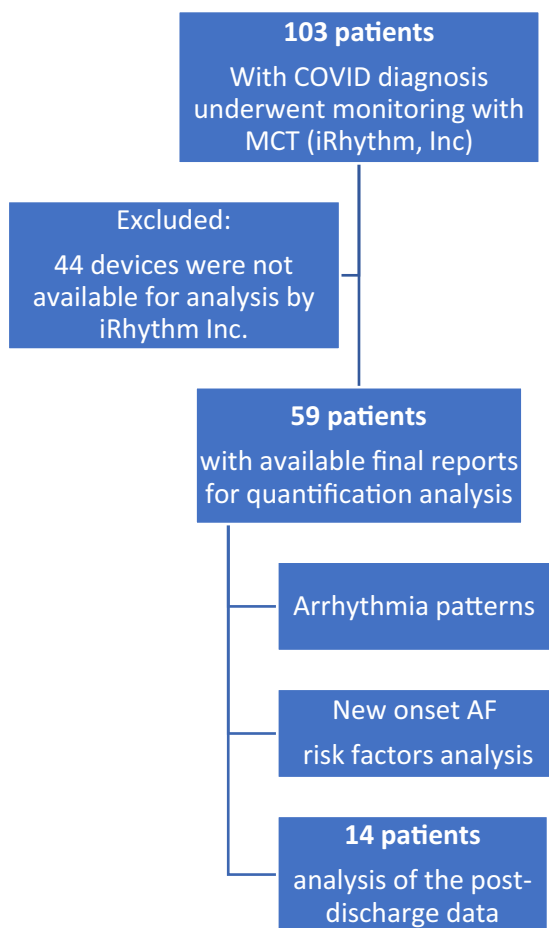 103 patients
With COVID diagnosis
underwent monitoring with
MCT (iRhythm, Inc)
Excluded:
44 devices were not
available for analysis by
iRhythm Inc.
59 patients
with available final reports
for quantification analysis
Arrhythmia patterns
New onset AF
risk factors analysis
14 patients
analysis of the post-
discharge data